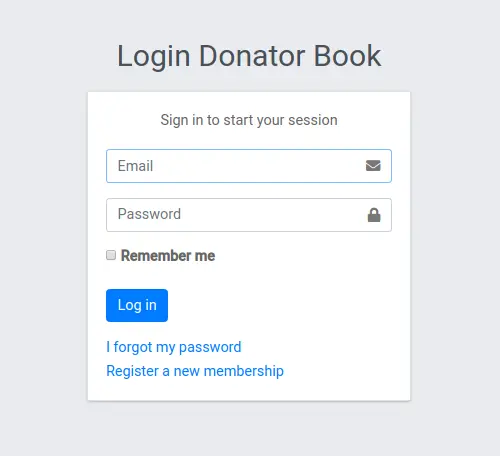 Login Donator Book
Sign in to start your session
Email
Password
Remember me
Log in
I forgot my password
Register a new membership